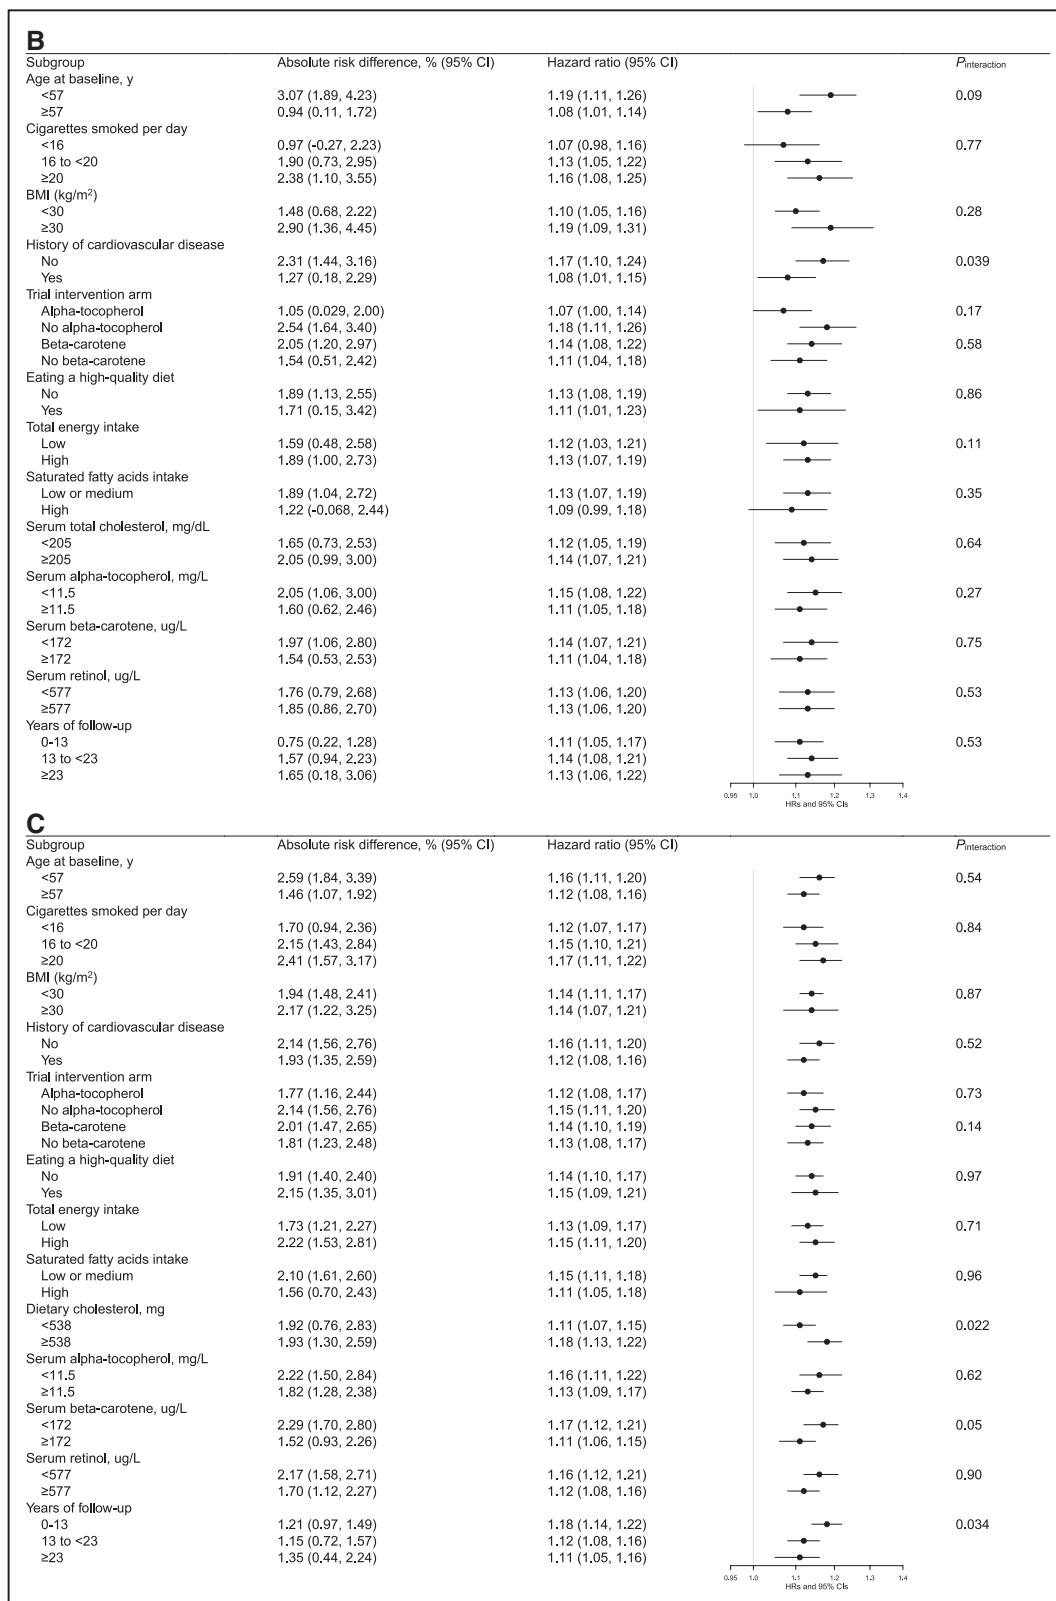 B
Subgroup Absolute risk difference, % (95% CI) Hazard ratio (95% CI) Pinteraction
Age at baseline, y
<57 3.07 (1.89, 4.23) 1.19 (1.11, 1.26) 0.09
≥57 0.94 (0.11, 1.72) 1.08 (1.01, 1.14)
Cigarettes smoked per day
<16 0.97 (-0.27, 2.23) 1.07 (0.98, 1.16) 0.77
16 to <20 1.90 (0.73, 2.95) 1.13 (1.05, 1.22)
≥20 2.38 (1.10, 3.55) 1.16 (1.08, 1.25)
BMI (kg/m²)
<30 1.48 (0.68, 2.22) 1.10 (1.05, 1.16) 0.28
≥30 2.90 (1.36, 4.45) 1.19 (1.09, 1.31)
History of cardiovascular disease
No 2.31 (1.44, 3.16) 1.17 (1.10, 1.24) 0.039
Yes 1.27 (0.18, 2.29) 1.08 (1.01, 1.15)
Trial intervention arm
Alpha-tocopherol 1.05 (0.029, 2.00) 1.07 (1.00, 1.14) 0.17
No alpha-tocopherol 2.54 (1.64, 3.40) 1.18 (1.11, 1.26)
Beta-carotene 2.05 (1.20, 2.97) 1.14 (1.08, 1.22) 0.58
No beta-carotene 1.54 (0.51, 2.42) 1.11 (1.04, 1.18)
Eating a high-quality diet
No 1.89 (1.13, 2.55) 1.13 (1.08, 1.19) 0.86
Yes 1.71 (0.15, 3.42) 1.11 (1.01, 1.23)
Total energy intake
Low 1.59 (0.48, 2.58) 1.12 (1.03, 1.21) 0.11
High 1.89 (1.00, 2.73) 1.13 (1.07, 1.19)
Saturated fatty acids intake
Low or medium 1.89 (1.04, 2.72) 1.13 (1.07, 1.19) 0.35
High 1.22 (-0.068, 2.44) 1.09 (0.99, 1.18)
Serum total cholesterol, mg/dL
<205 1.65 (0.73, 2.53) 1.12 (1.05, 1.19) 0.64
≥205 2.05 (0.99, 3.00) 1.14 (1.07, 1.21)
Serum alpha-tocopherol, mg/L
<11.5 2.05 (1.06, 3.00) 1.15 (1.08, 1.22) 0.27
≥11.5 1.60 (0.62, 2.46) 1.11 (1.05, 1.18)
Serum beta-carotene, ug/L
<172 1.97 (1.06, 2.80) 1.14 (1.07, 1.21) 0.75
≥172 1.54 (0.53, 2.53) 1.11 (1.04, 1.18)
Serum retinol, ug/L
<577 1.76 (0.79, 2.68) 1.13 (1.06, 1.20) 0.53
≥577 1.85 (0.86, 2.70) 1.13 (1.06, 1.20)
Years of follow-up
0-13 0.75 (0.22, 1.28) 1.11 (1.05, 1.17) 0.53
13 to <23 1.57 (0.94, 2.23) 1.14 (1.08, 1.21)
≥23 1.65 (0.18, 3.06) 1.13 (1.06, 1.22)
0.95 1.0 1.1 1.2 1.3 1.4
HRs and 95% CIs
C
Subgroup Absolute risk difference, % (95% CI) Hazard ratio (95% CI) Pinteraction
Age at baseline, y
<57 2.59 (1.84, 3.39) 1.16 (1.11, 1.20) 0.54
≥57 1.46 (1.07, 1.92) 1.12 (1.08, 1.16)
Cigarettes smoked per day
<16 1.70 (0.94, 2.36) 1.12 (1.07, 1.17) 0.84
16 to <20 2.15 (1.43, 2.84) 1.15 (1.10, 1.21)
≥20 2.41 (1.57, 3.17) 1.17 (1.11, 1.22)
BMI (kg/m²)
<30 1.94 (1.48, 2.41) 1.14 (1.11, 1.17) 0.87
≥30 2.17 (1.22, 3.25) 1.14 (1.07, 1.21)
History of cardiovascular disease
No 2.14 (1.56, 2.76) 1.16 (1.11, 1.20) 0.52
Yes 1.93 (1.35, 2.59) 1.12 (1.08, 1.16)
Trial intervention arm
Alpha-tocopherol 1.77 (1.16, 2.44) 1.12 (1.08, 1.17) 0.73
No alpha-tocopherol 2.14 (1.56, 2.76) 1.15 (1.11, 1.20)
Beta-carotene 2.01 (1.47, 2.65) 1.14 (1.10, 1.19) 0.14
No beta-carotene 1.81 (1.23, 2.48) 1.13 (1.08, 1.17)
Eating a high-quality diet
No 1.91 (1.40, 2.40) 1.14 (1.10, 1.17) 0.97
Yes 2.15 (1.35, 3.01) 1.15 (1.09, 1.21)
Total energy intake
Low 1.73 (1.21, 2.27) 1.13 (1.09, 1.17) 0.71
High 2.22 (1.53, 2.81) 1.15 (1.11, 1.20)
Saturated fatty acids intake
Low or medium 2.10 (1.61, 2.60) 1.15 (1.11, 1.18) 0.96
High 1.56 (0.70, 2.43) 1.11 (1.05, 1.18)
Dietary cholesterol, mg
<538 1.92 (0.76, 2.83) 1.11 (1.07, 1.15) 0.022
≥538 1.93 (1.30, 2.59) 1.18 (1.13, 1.22)
Serum alpha-tocopherol, mg/L
<11.5 2.22 (1.50, 2.84) 1.16 (1.11, 1.22) 0.62
≥11.5 1.82 (1.28, 2.38) 1.13 (1.09, 1.17)
Serum beta-carotene, ug/L
<172 2.29 (1.70, 2.80) 1.17 (1.12, 1.21) 0.05
≥172 1.52 (0.93, 2.26) 1.11 (1.06, 1.15)
Serum retinol, ug/L
<577 2.17 (1.58, 2.71) 1.16 (1.12, 1.21) 0.90
≥577 1.70 (1.12, 2.27) 1.12 (1.08, 1.16)
Years of follow-up
0-13 1.21 (0.97, 1.49) 1.18 (1.14, 1.22) 0.034
13 to <23 1.15 (0.72, 1.57) 1.12 (1.08, 1.16)
≥23 1.35 (0.44, 2.24) 1.11 (1.05, 1.16)
0.95 1.0 1.1 1.2 1.3 1.4
HRs and 95% CIs